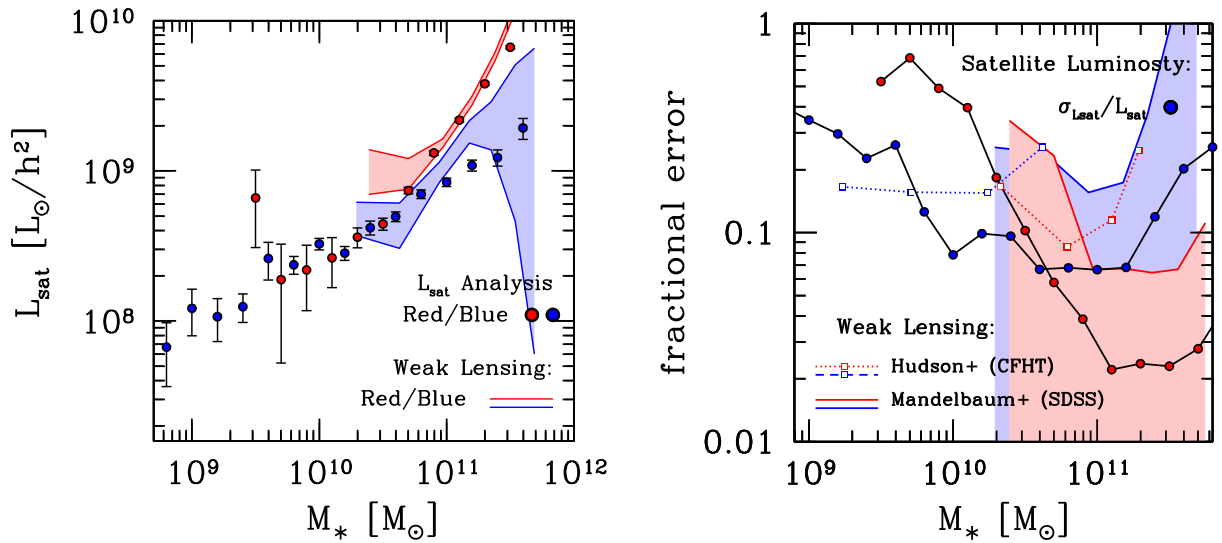 10^10
10^9
10^8
L_sat [L_⊙/h^2]
L_sat Analysis
Red/Blue
Weak Lensing:
Red/Blue
10^9 10^10 10^11 10^12
M_* [M_⊙]
1
0.1
0.01
fractional error
Satellite Luminosty:
σ_Lsat/L_sat
Weak Lensing:
Hudson+ (CFHT)
Mandelbaum+ (SDSS)
10^9 10^10 10^11
M_* [M_⊙]